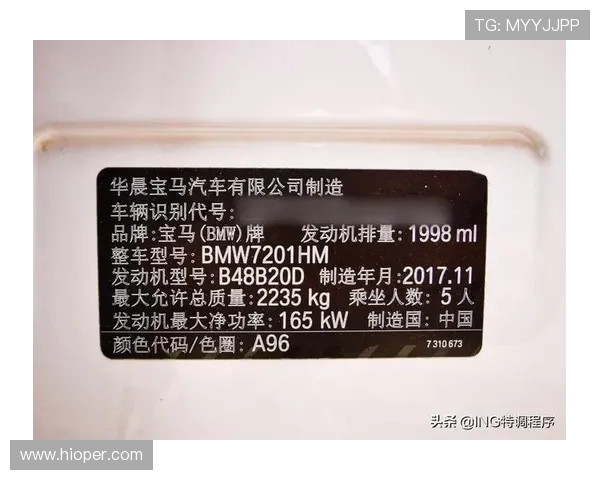 TG: MYYJJPP
华晨宝马汽车有限公司制造
车辆识别代号:
品牌: 宝马(BMW)牌 发动机排量: 1998 ml
整车型号: BMW7201HM
发动机型号: B48B20D 制造年月: 2017.11
最大允许总质量: 2235 kg 乘坐人数: 5 人
发动机最大净功率: 165 kW 制造国: 中国
颜色代码/色圈: A96 7 310 673
头条 @ING特调程序
www.hioper.com